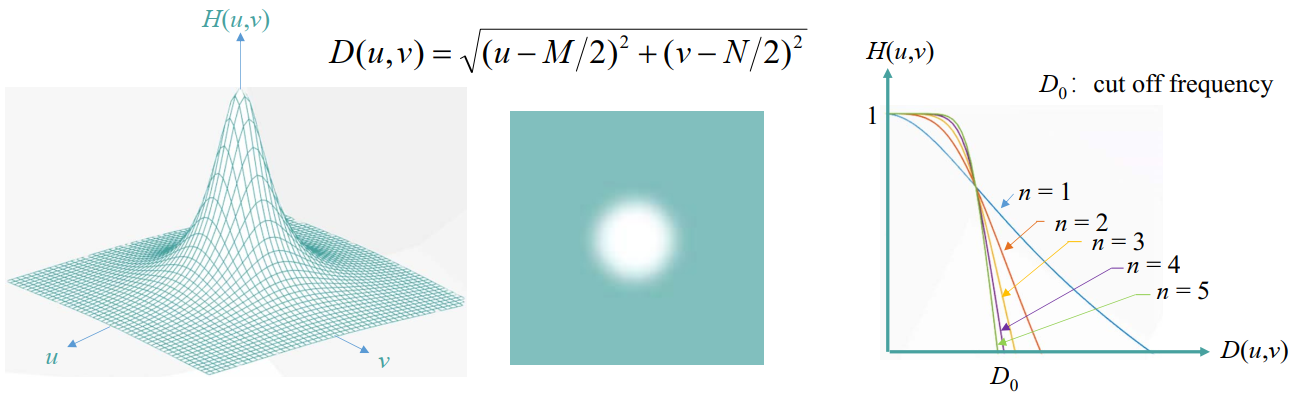 H(u,v)
D(u,v) = √(u − M/2)² + (v − N/2)²
u
v
H(u,v)
D₀: cut off frequency
1
n = 1
n = 2
n = 3
n = 4
n = 5
D(u,v)
D₀